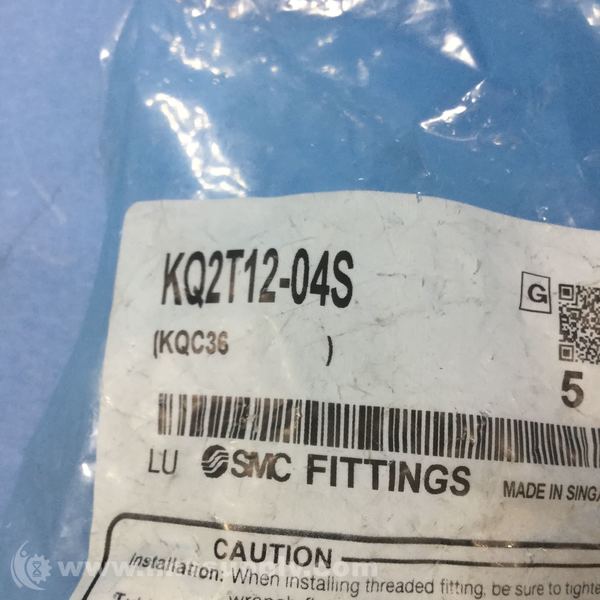 KQ2T12-04S
G
(KQC36 )
5
LU SMC FITTINGS MADE IN SINGA
CAUTION
Installation: When installing threaded fitting, be sure to tighte